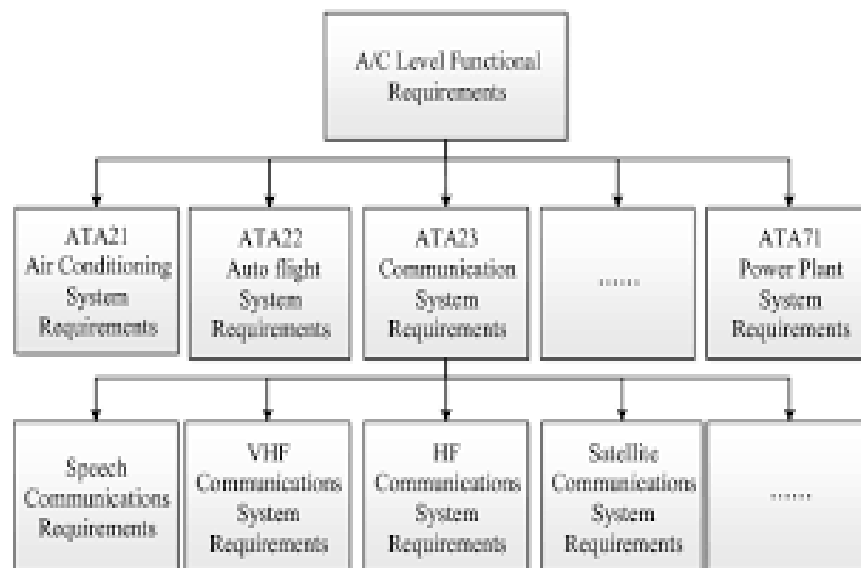 A/C Level Functional
Requirements
ATA21
Air Conditioning
System
Requirements
ATA22
Auto flight
System
Requirements
ATA23
Communication
System
Requirements
......
ATA71
Power Plant
System
Requirements
Speech
Communications
Requirements
VHF
Communications
System
Requirements
HF
Communications
System
Requirements
Satellite
Communications
System
Requirements
......